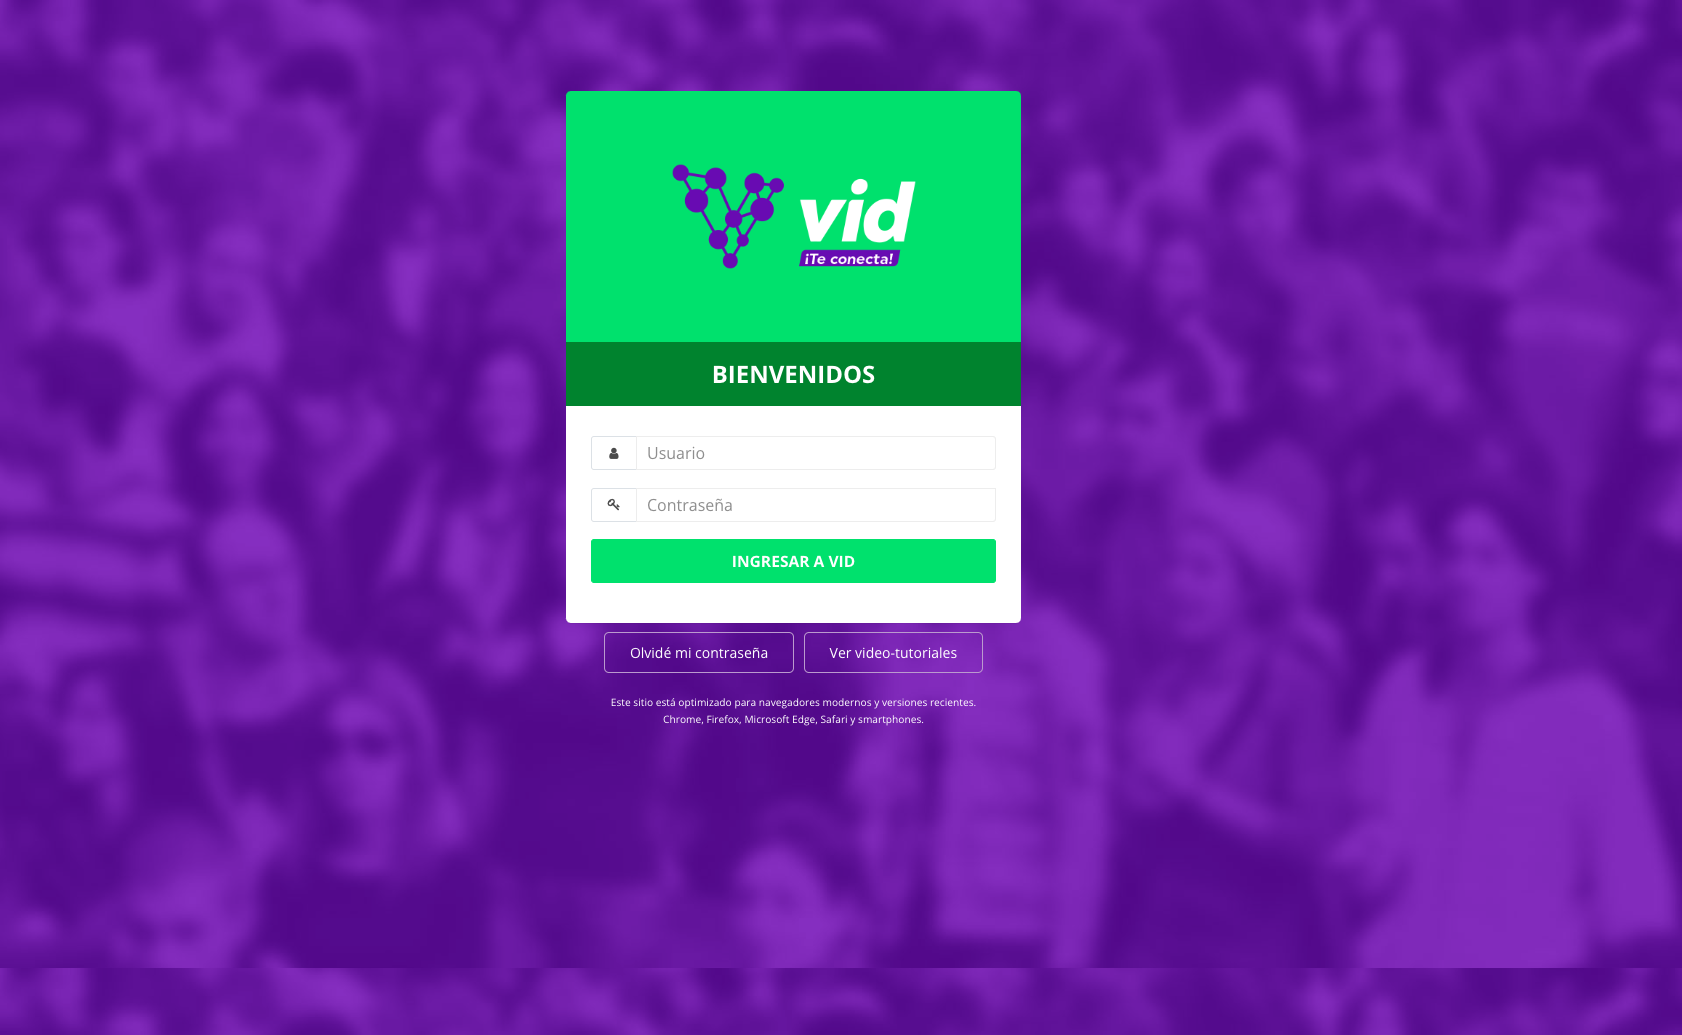 vid
¡Te conecta!
BIENVENIDOS
Usuario
Contraseña
INGRESAR A VID
Olvidé mi contraseña
Ver video-tutoriales
Este sitio está optimizado para navegadores modernos y versiones recientes.
Chrome, Firefox, Microsoft Edge, Safari y smartphones.